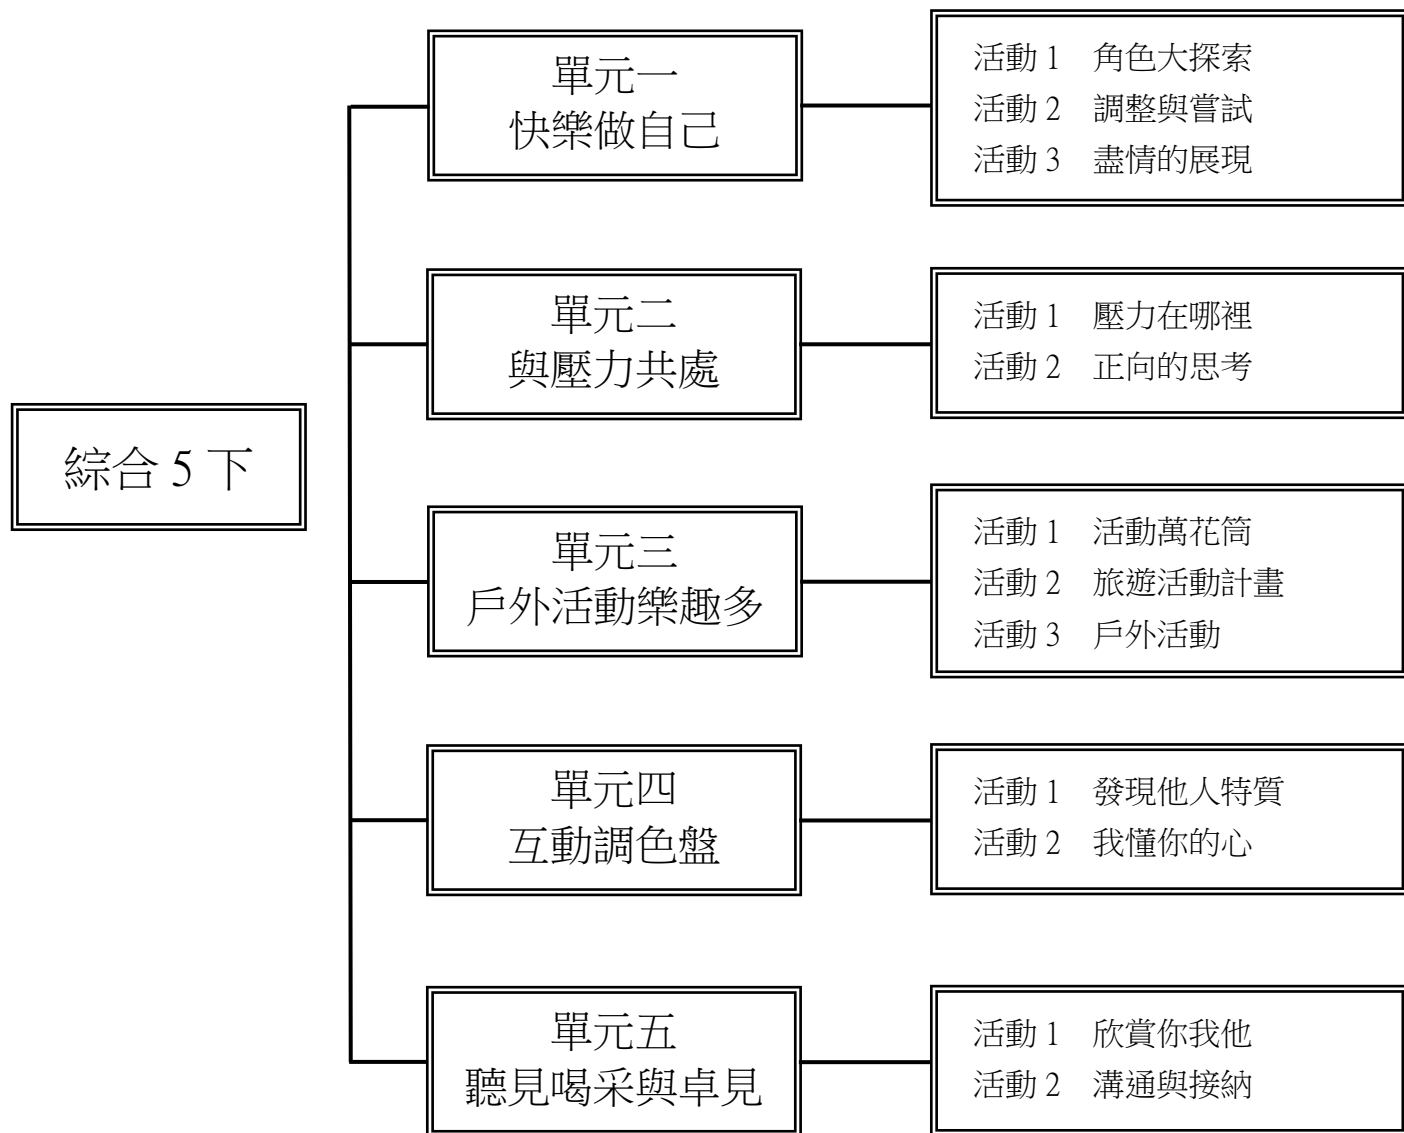 綜合 5 下
單元一
快樂做自己
活動 1 角色大探索
活動 2 調整與嘗試
活動 3 盡情的展現
單元二
與壓力共處
活動 1 壓力在哪裡
活動 2 正向的思考
單元三
戶外活動樂趣多
活動 1 活動萬花筒
活動 2 旅遊活動計畫
活動 3 戶外活動
單元四
互動調色盤
活動 1 發現他人特質
活動 2 我懂你的心
單元五
聽見喝采與卓見
活動 1 欣賞你我他
活動 2 溝通與接納